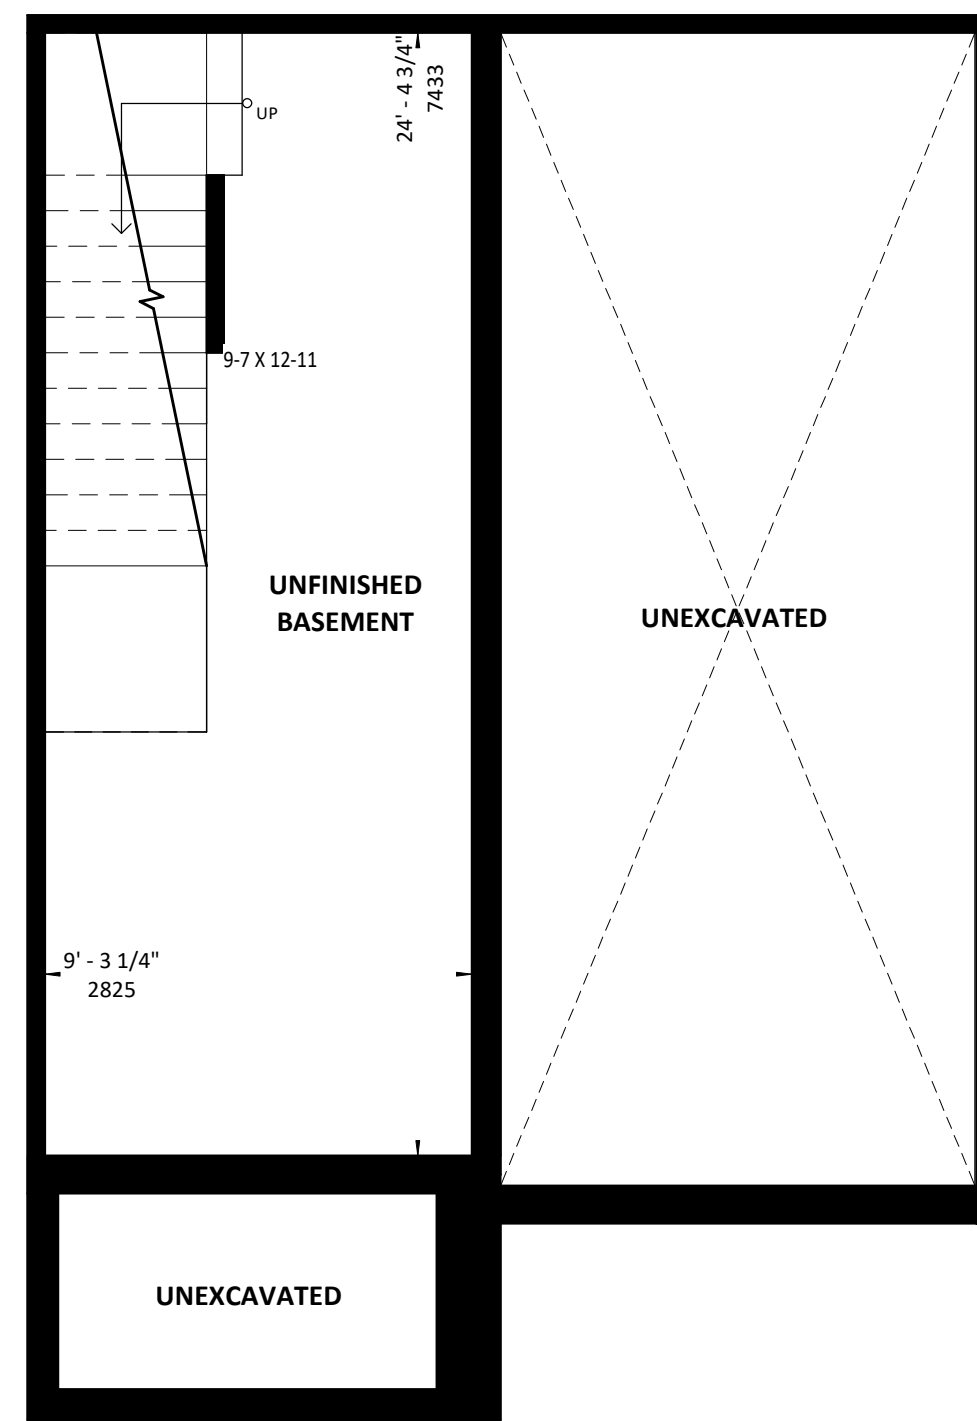 24' - 4 3/4"
7433
UP
9-7 X 12-11
UNFINISHED
BASEMENT
UNEXCAVATED
9' - 3 1/4"
2825
UNEXCAVATED